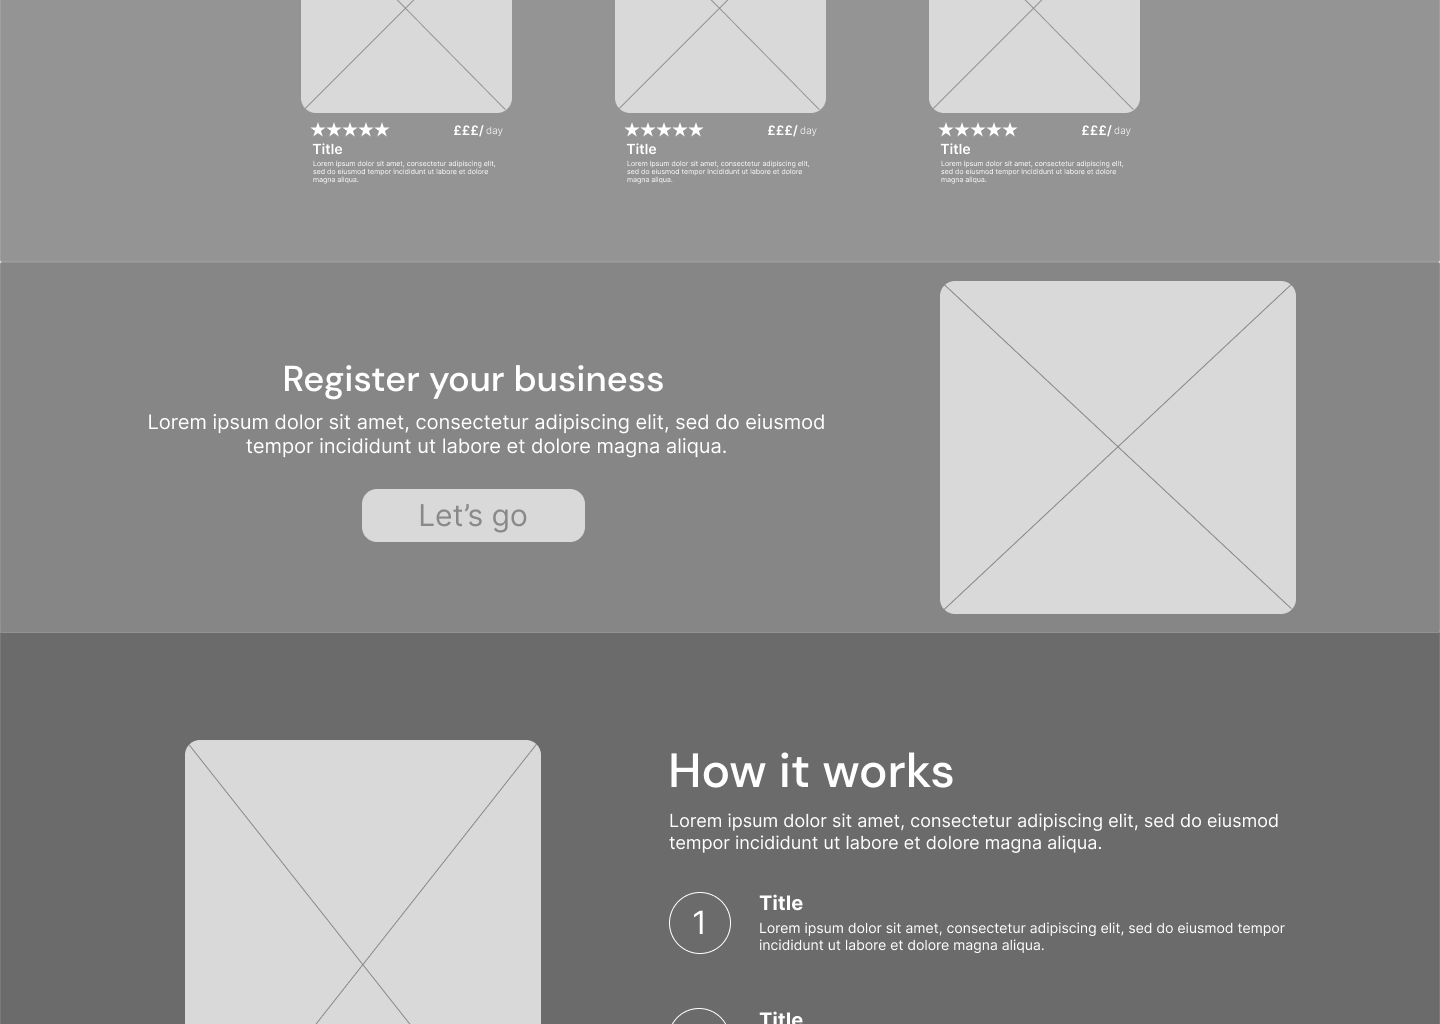 ★★★★★ £££/ day ★★★★★ £££/ day ★★★★★ £££/ day
Title Title Title
Lorem ipsum dolor sit amet, consectetur adipiscing elit, Lorem ipsum dolor sit amet, consectetur adipiscing elit, Lorem ipsum dolor sit amet, consectetur adipiscing elit,
sed do eiusmod tempor incididunt ut labore et dolore sed do eiusmod tempor incididunt ut labore et dolore sed do eiusmod tempor incididunt ut labore et dolore
magna aliqua. magna aliqua. magna aliqua.
Register your business
Lorem ipsum dolor sit amet, consectetur adipiscing elit, sed do eiusmod
tempor incididunt ut labore et dolore magna aliqua.
Let’s go
How it works
Lorem ipsum dolor sit amet, consectetur adipiscing elit, sed do eiusmod
tempor incididunt ut labore et dolore magna aliqua.
1
Title
Lorem ipsum dolor sit amet, consectetur adipiscing elit, sed do eiusmod tempor
incididunt ut labore et dolore magna aliqua.
Title